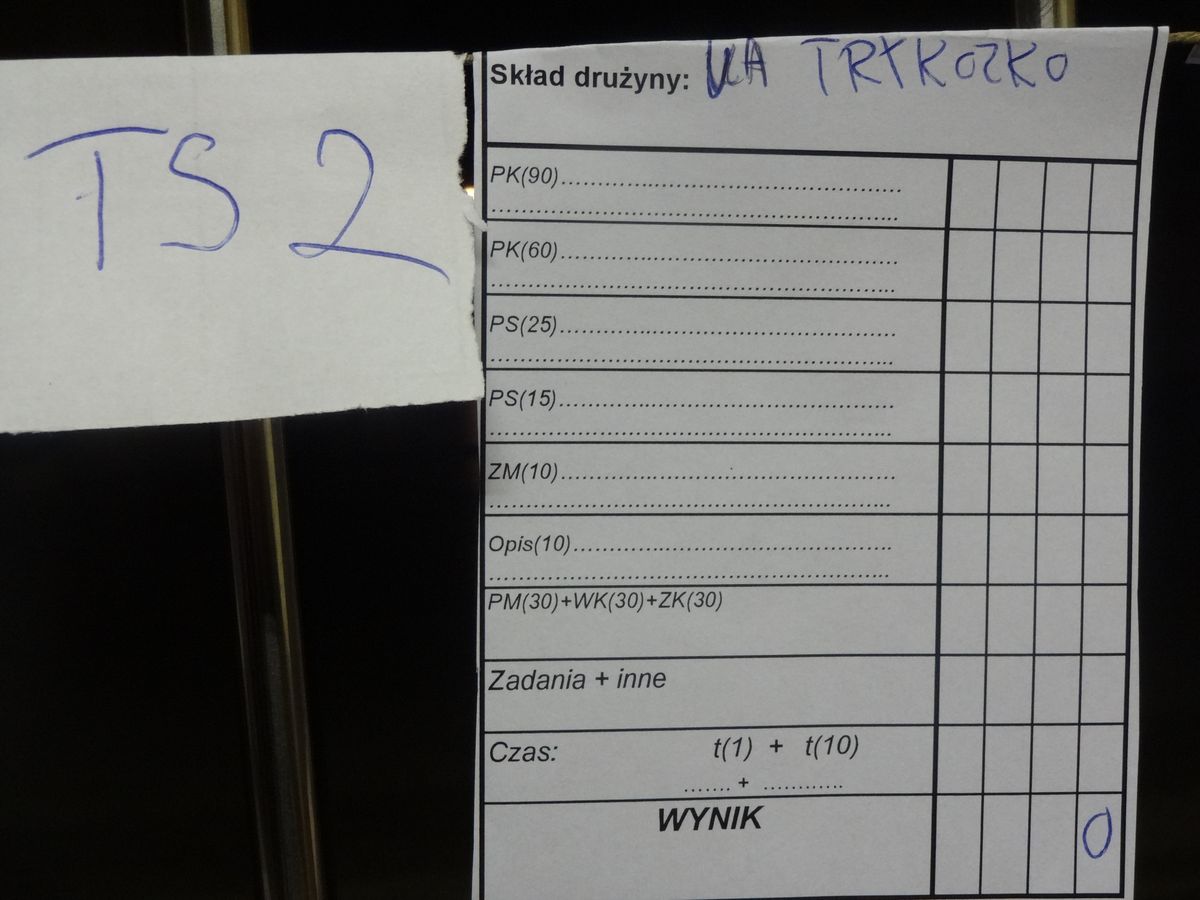 TS 2
Skład drużyny: KA TRYKOZKO
PK(90)..................................................
............................................................
PK(60)..................................................
............................................................
PS(25)..................................................
............................................................
PS(15)..................................................
............................................................
ZM(10)..................................................
............................................................
Opis(10)................................................
............................................................
PM(30)+WK(30)+ZK(30)
Zadania + inne
Czas: t(1) + t(10)
....... + ............
WYNIK 0